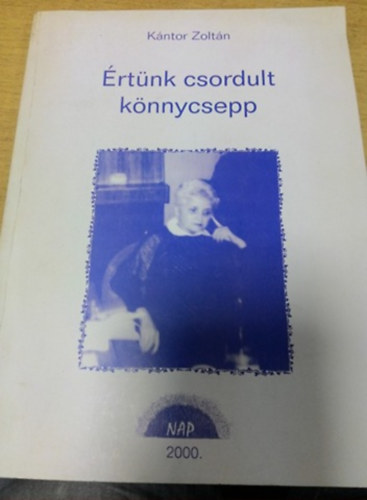 Kántor Zoltán
Értünk csordult
könnycsepp
NAP
2000.